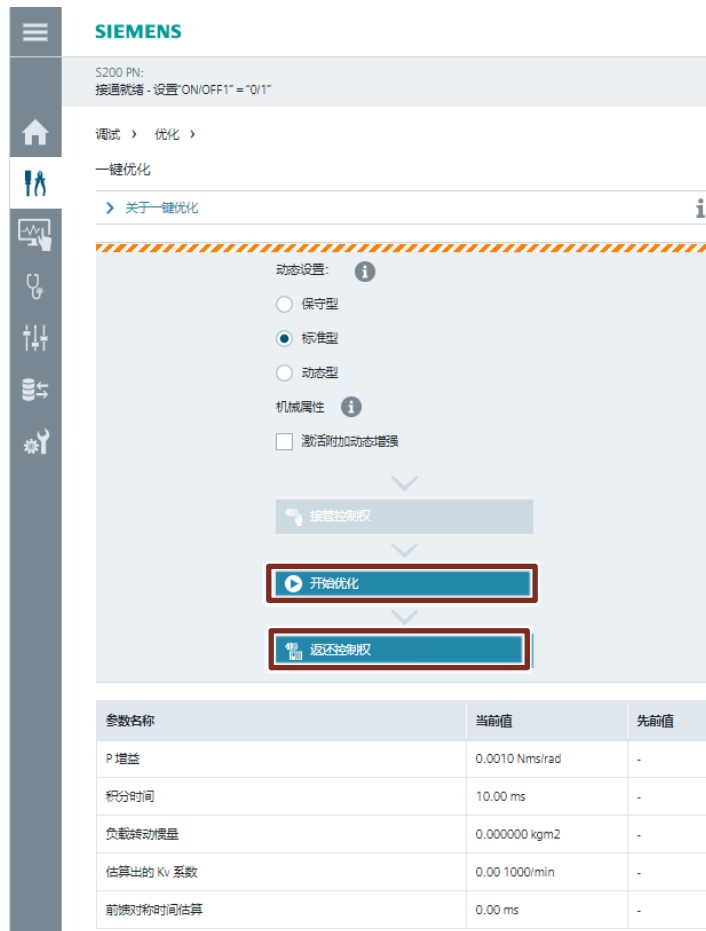 SIEMENS
S200 PN:
接通就绪 - 设置"ON/OFF1" = "0/1"
调试 › 优化 ›
一键优化
关于一键优化
动态设置:
保守型
标准型
动态型
机械属性
激活附加动态增强
接管控制权
开始优化
返还控制权
参数名称 当前值 先前值
P 增益 0.0010 Nms/rad -
积分时间 10.00 ms -
负载转动惯量 0.000000 kgm2 -
估算出的 Kv 系数 0.00 1000/min -
前馈对称时间估算 0.00 ms -